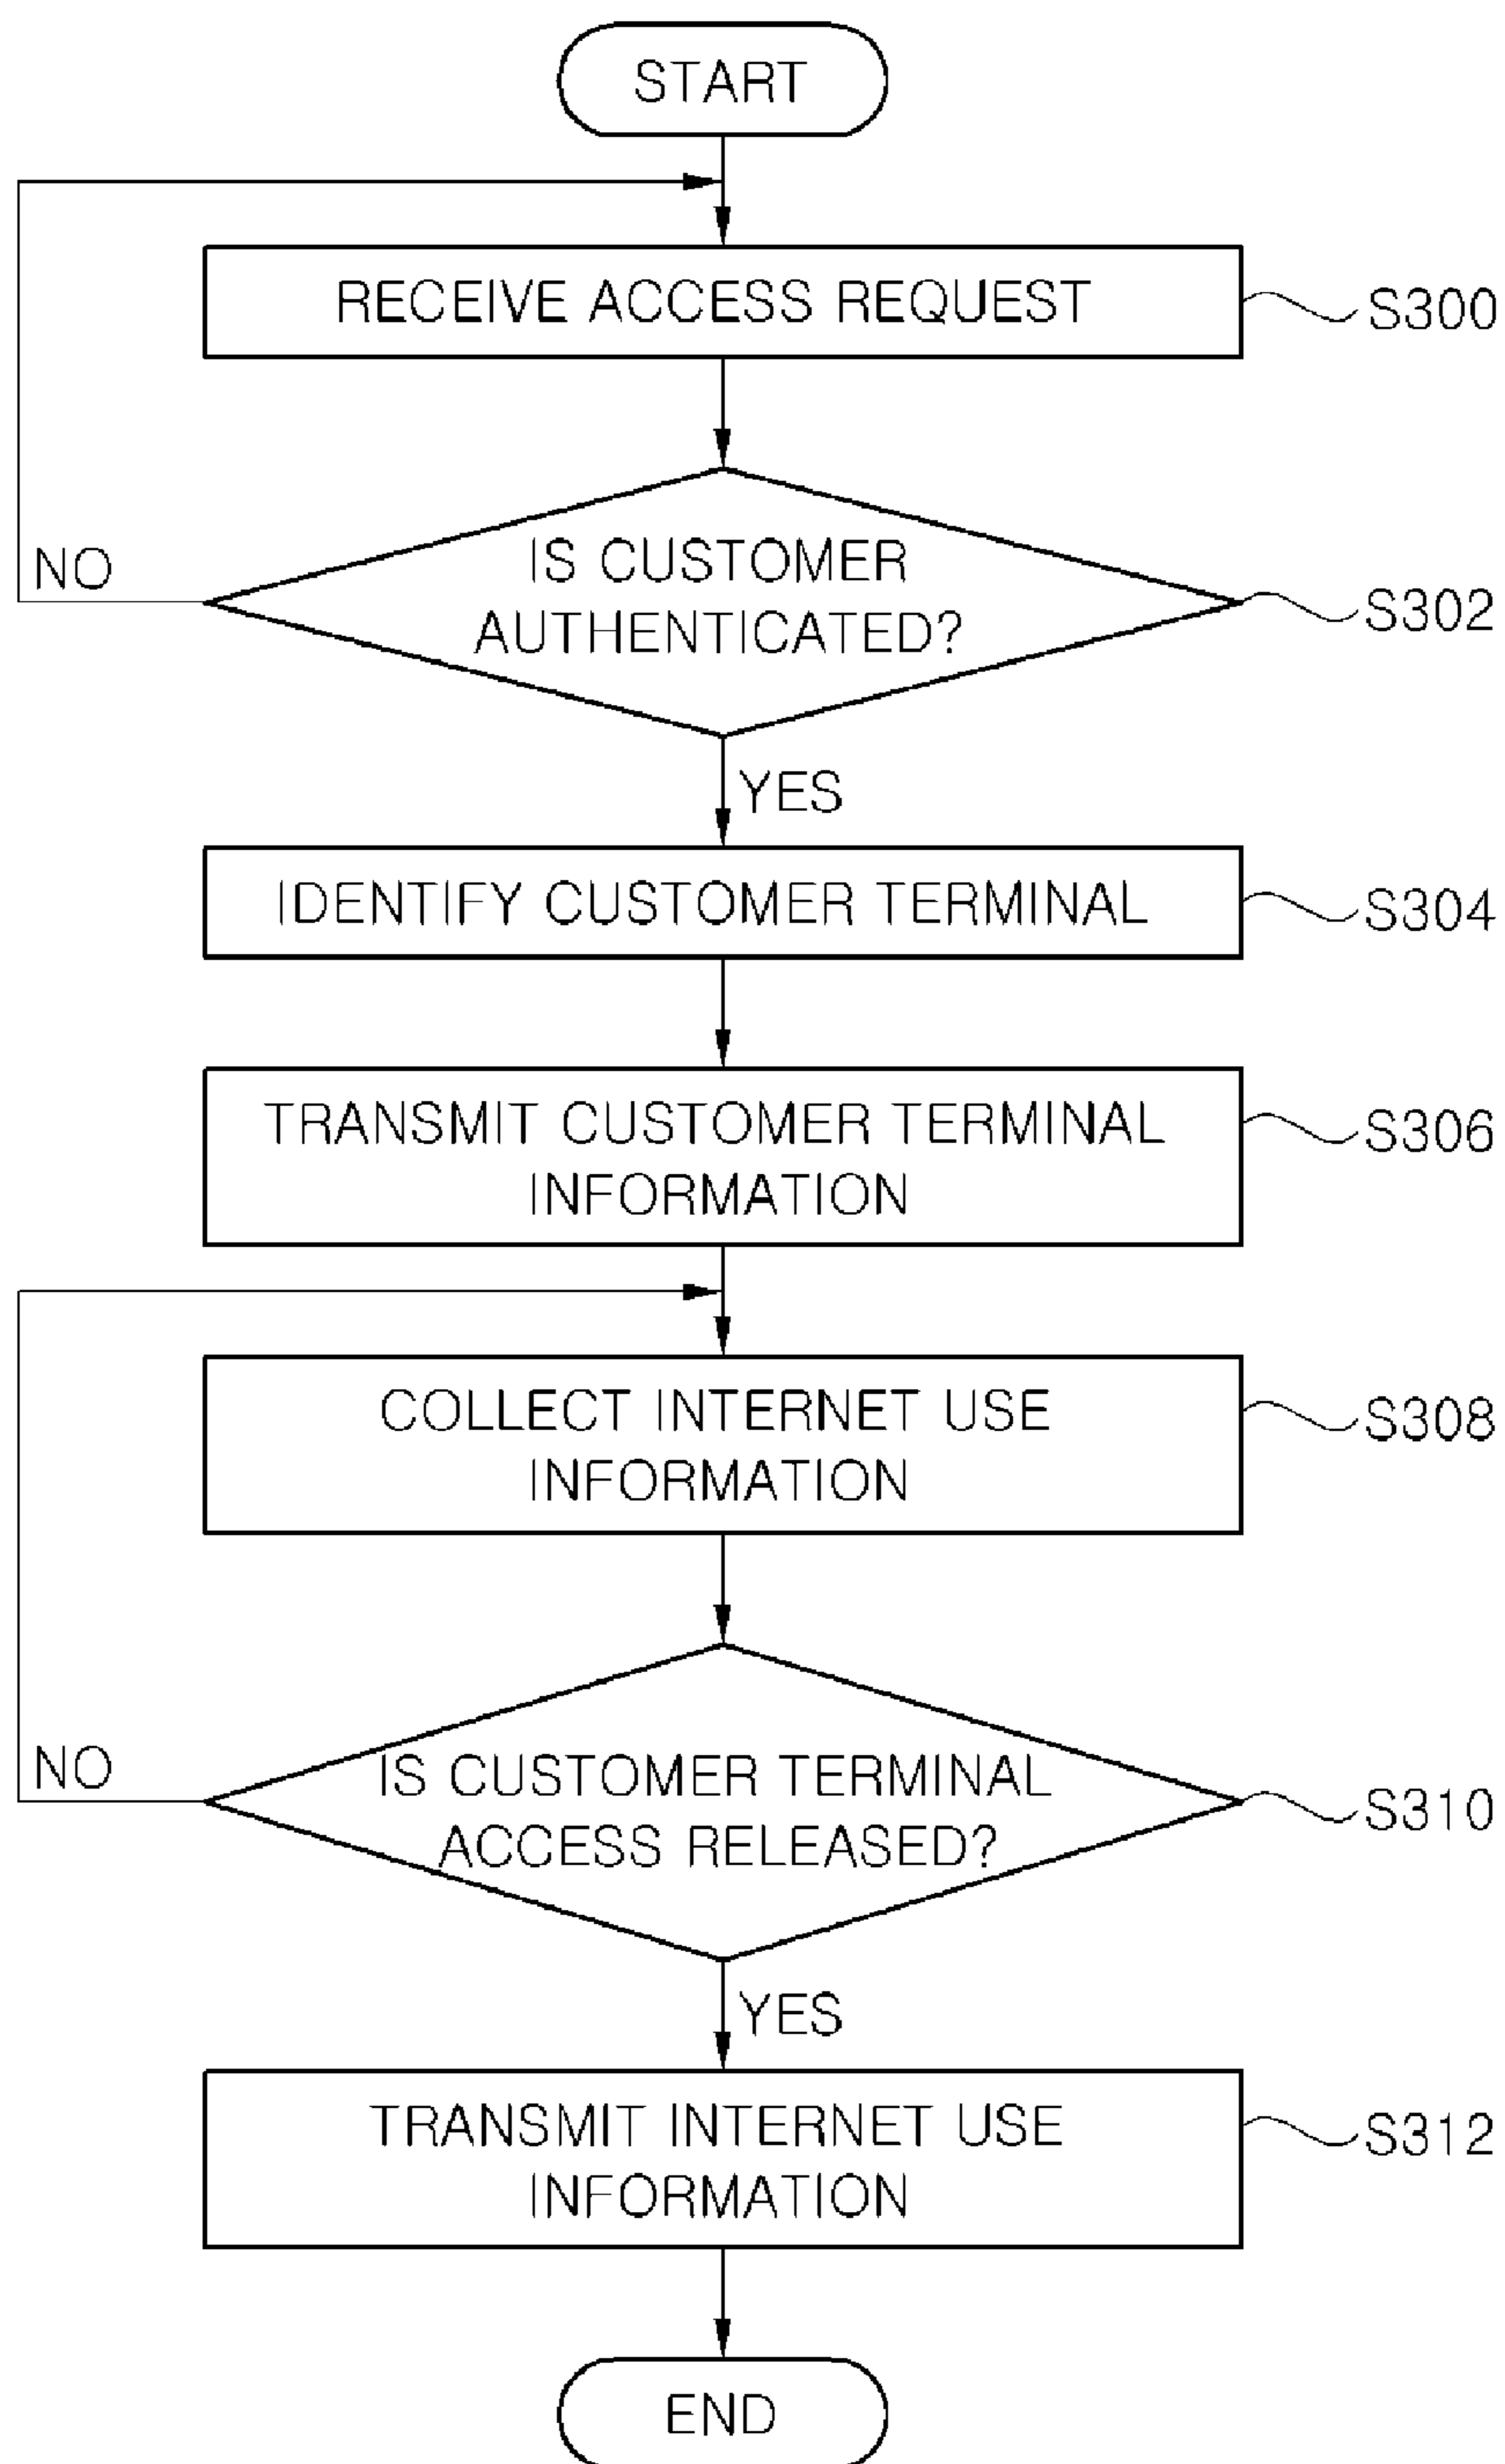 START
RECEIVE ACCESS REQUEST
S300
IS CUSTOMER
AUTHENTICATED?
NO
S302
YES
IDENTIFY CUSTOMER TERMINAL
S304
TRANSMIT CUSTOMER TERMINAL
INFORMATION
S306
COLLECT INTERNET USE
INFORMATION
S308
IS CUSTOMER TERMINAL
ACCESS RELEASED?
NO
S310
YES
TRANSMIT INTERNET USE
INFORMATION
S312
END